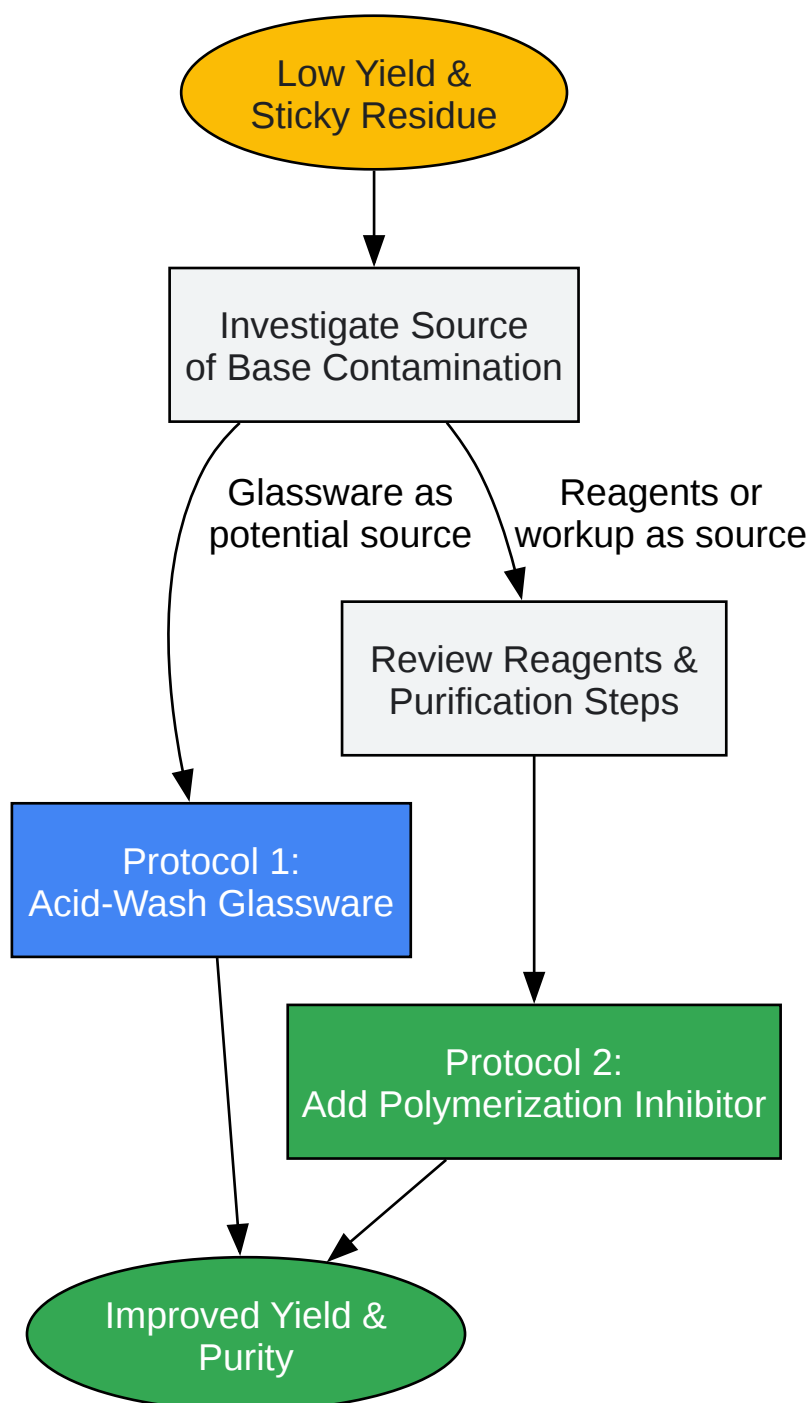 Low Yield &
Sticky Residue
Investigate Source
of Base Contamination
Glassware as
potential source
Reagents or
workup as source
Review Reagents &
Purification Steps
Protocol 1:
Acid-Wash Glassware
Protocol 2:
Add Polymerization Inhibitor
Improved Yield &
Purity